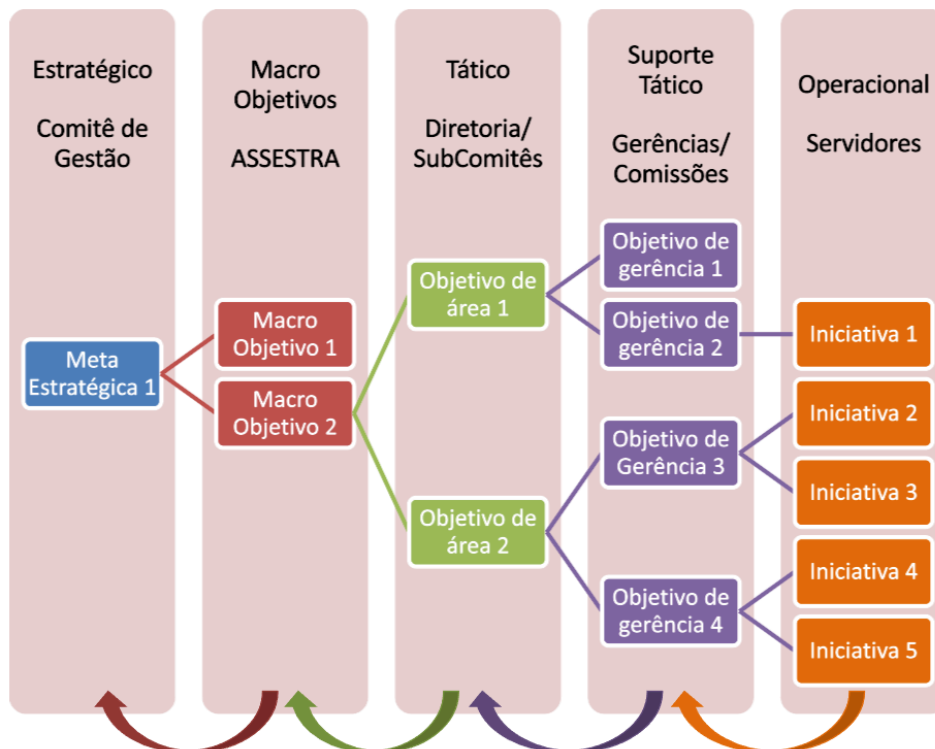 Estratégico
Comitê de
Gestão
Macro
Objetivos
ASSESTRA
Tático
Diretoria/
SubComitês
Suporte
Tático
Gerências/
Comissões
Operacional
Servidores
Meta
Estratégica 1
Macro
Objetivo 1
Macro
Objetivo 2
Objetivo de
área 1
Objetivo de
área 2
Objetivo de
gerência 1
Objetivo de
gerência 2
Objetivo de
Gerência 3
Objetivo de
gerência 4
Iniciativa 1
Iniciativa 2
Iniciativa 3
Iniciativa 4
Iniciativa 5